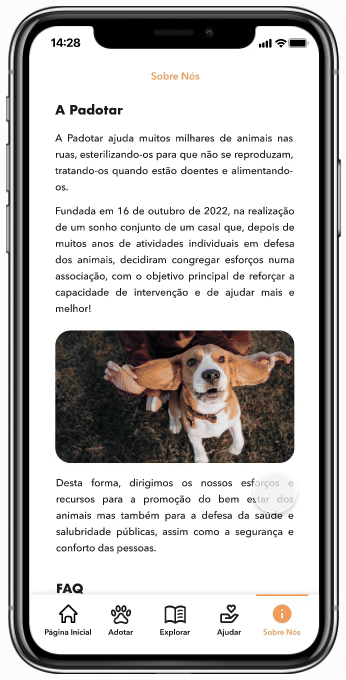 14:28
Sobre Nós
A Padotar
A Padotar ajuda muitos milhares de animais nas
ruas, esterilizando-os para que não se reproduzam,
tratando-os quando estão doentes e alimentando-
os.
Fundada em 16 de outubro de 2022, na realização
de um sonho conjunto de um casal que, depois de
muitos anos de atividades individuais em defesa
dos animais, decidiram congregar esforços numa
associação, com o objetivo principal de reforçar a
capacidade de intervenção e de ajudar mais e
melhor!
Desta forma, dirigimos os nossos esforços e
recursos para a promoção do bem estar dos
animais mas também para a defesa da saúde e
salubridade públicas, assim como a segurança e
conforto das pessoas.
FAQ
Página Inicial Adotar Explorar Ajudar Sobre Nós